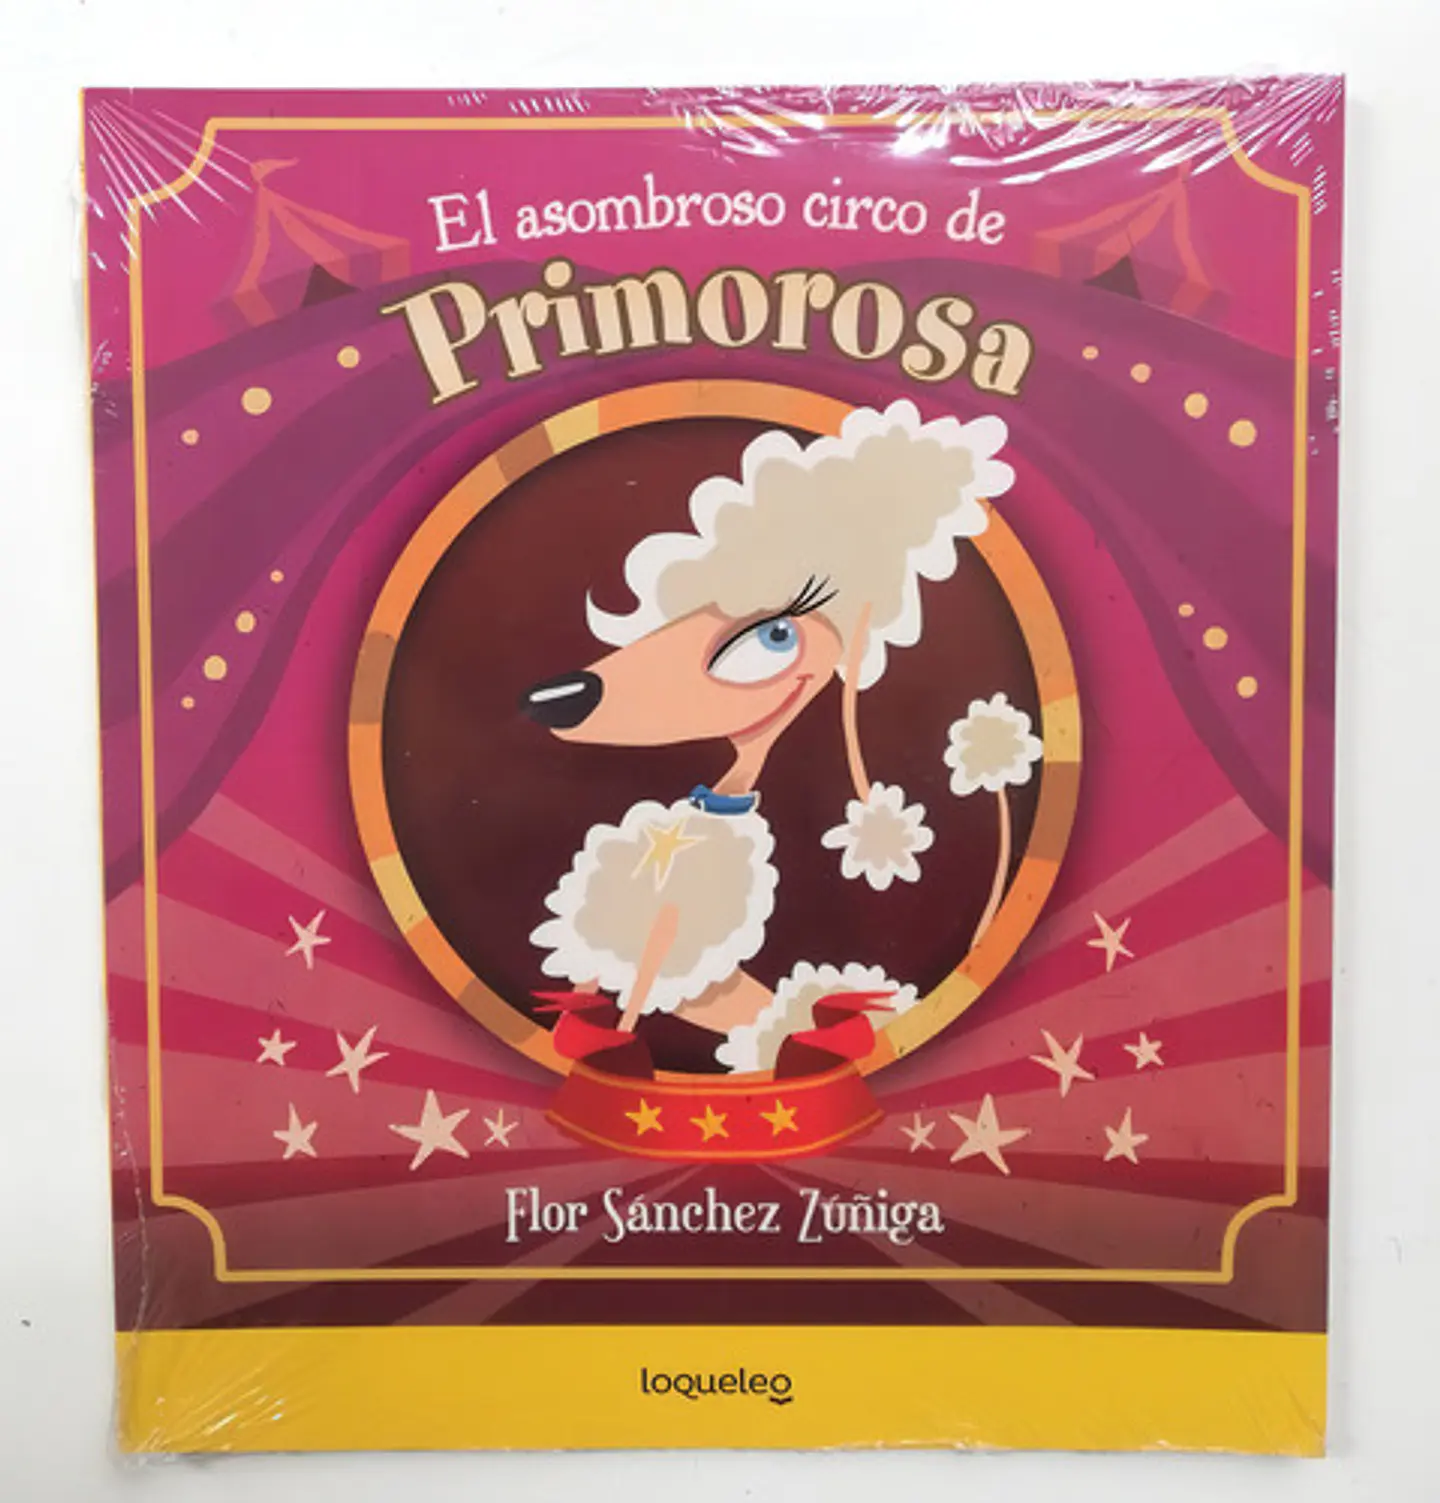 El asombroso circo de
Primorosa
Flor Sánchez Zúñiga
loqueleo